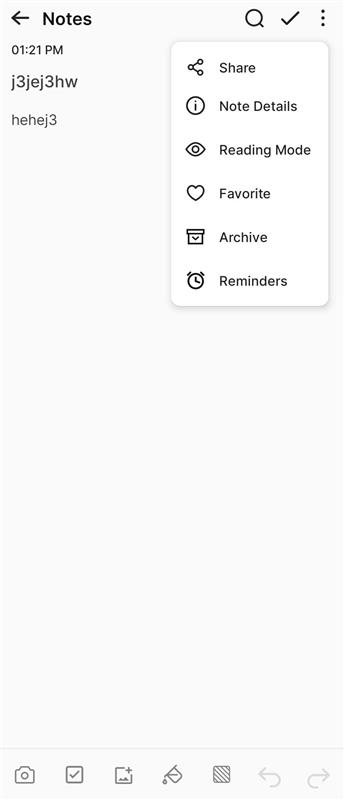 Notes
01:21 PM
j3jej3hw
hehej3
Share
Note Details
Reading Mode
Favorite
Archive
Reminders